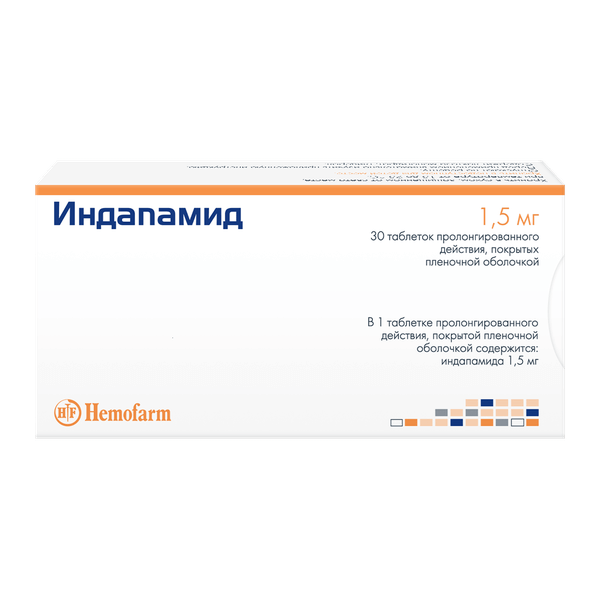 Индапамид
1,5 мг
30 таблеток пролонгированного
действия, покрытых
пленочной оболочкой
В 1 таблетке пролонгированного
действия, покрытой пленочной
оболочкой содержится:
индапамида 1,5 мг
HF Hemofarm